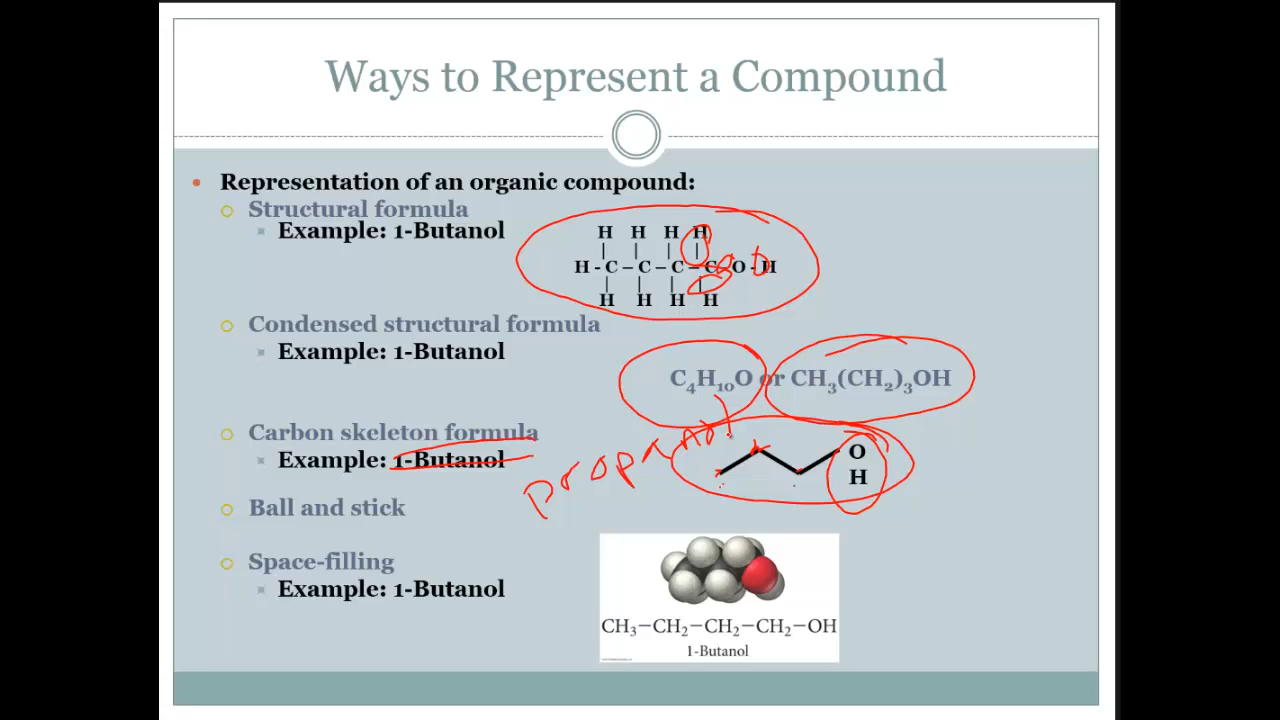 Ways to Represent a Compound
Representation of an organic compound:
Structural formula
Example: 1-Butanol
H H H H
H - C – C – C – C O - H
H H H H
Condensed structural formula
Example: 1-Butanol
C₄H₁₀O or CH₃(CH₂)₃OH
Carbon skeleton formula
Example: 1-Butanol
propanol
O
H
Ball and stick
Space-filling
Example: 1-Butanol
CH₃–CH₂–CH₂–CH₂–OH
1-Butanol